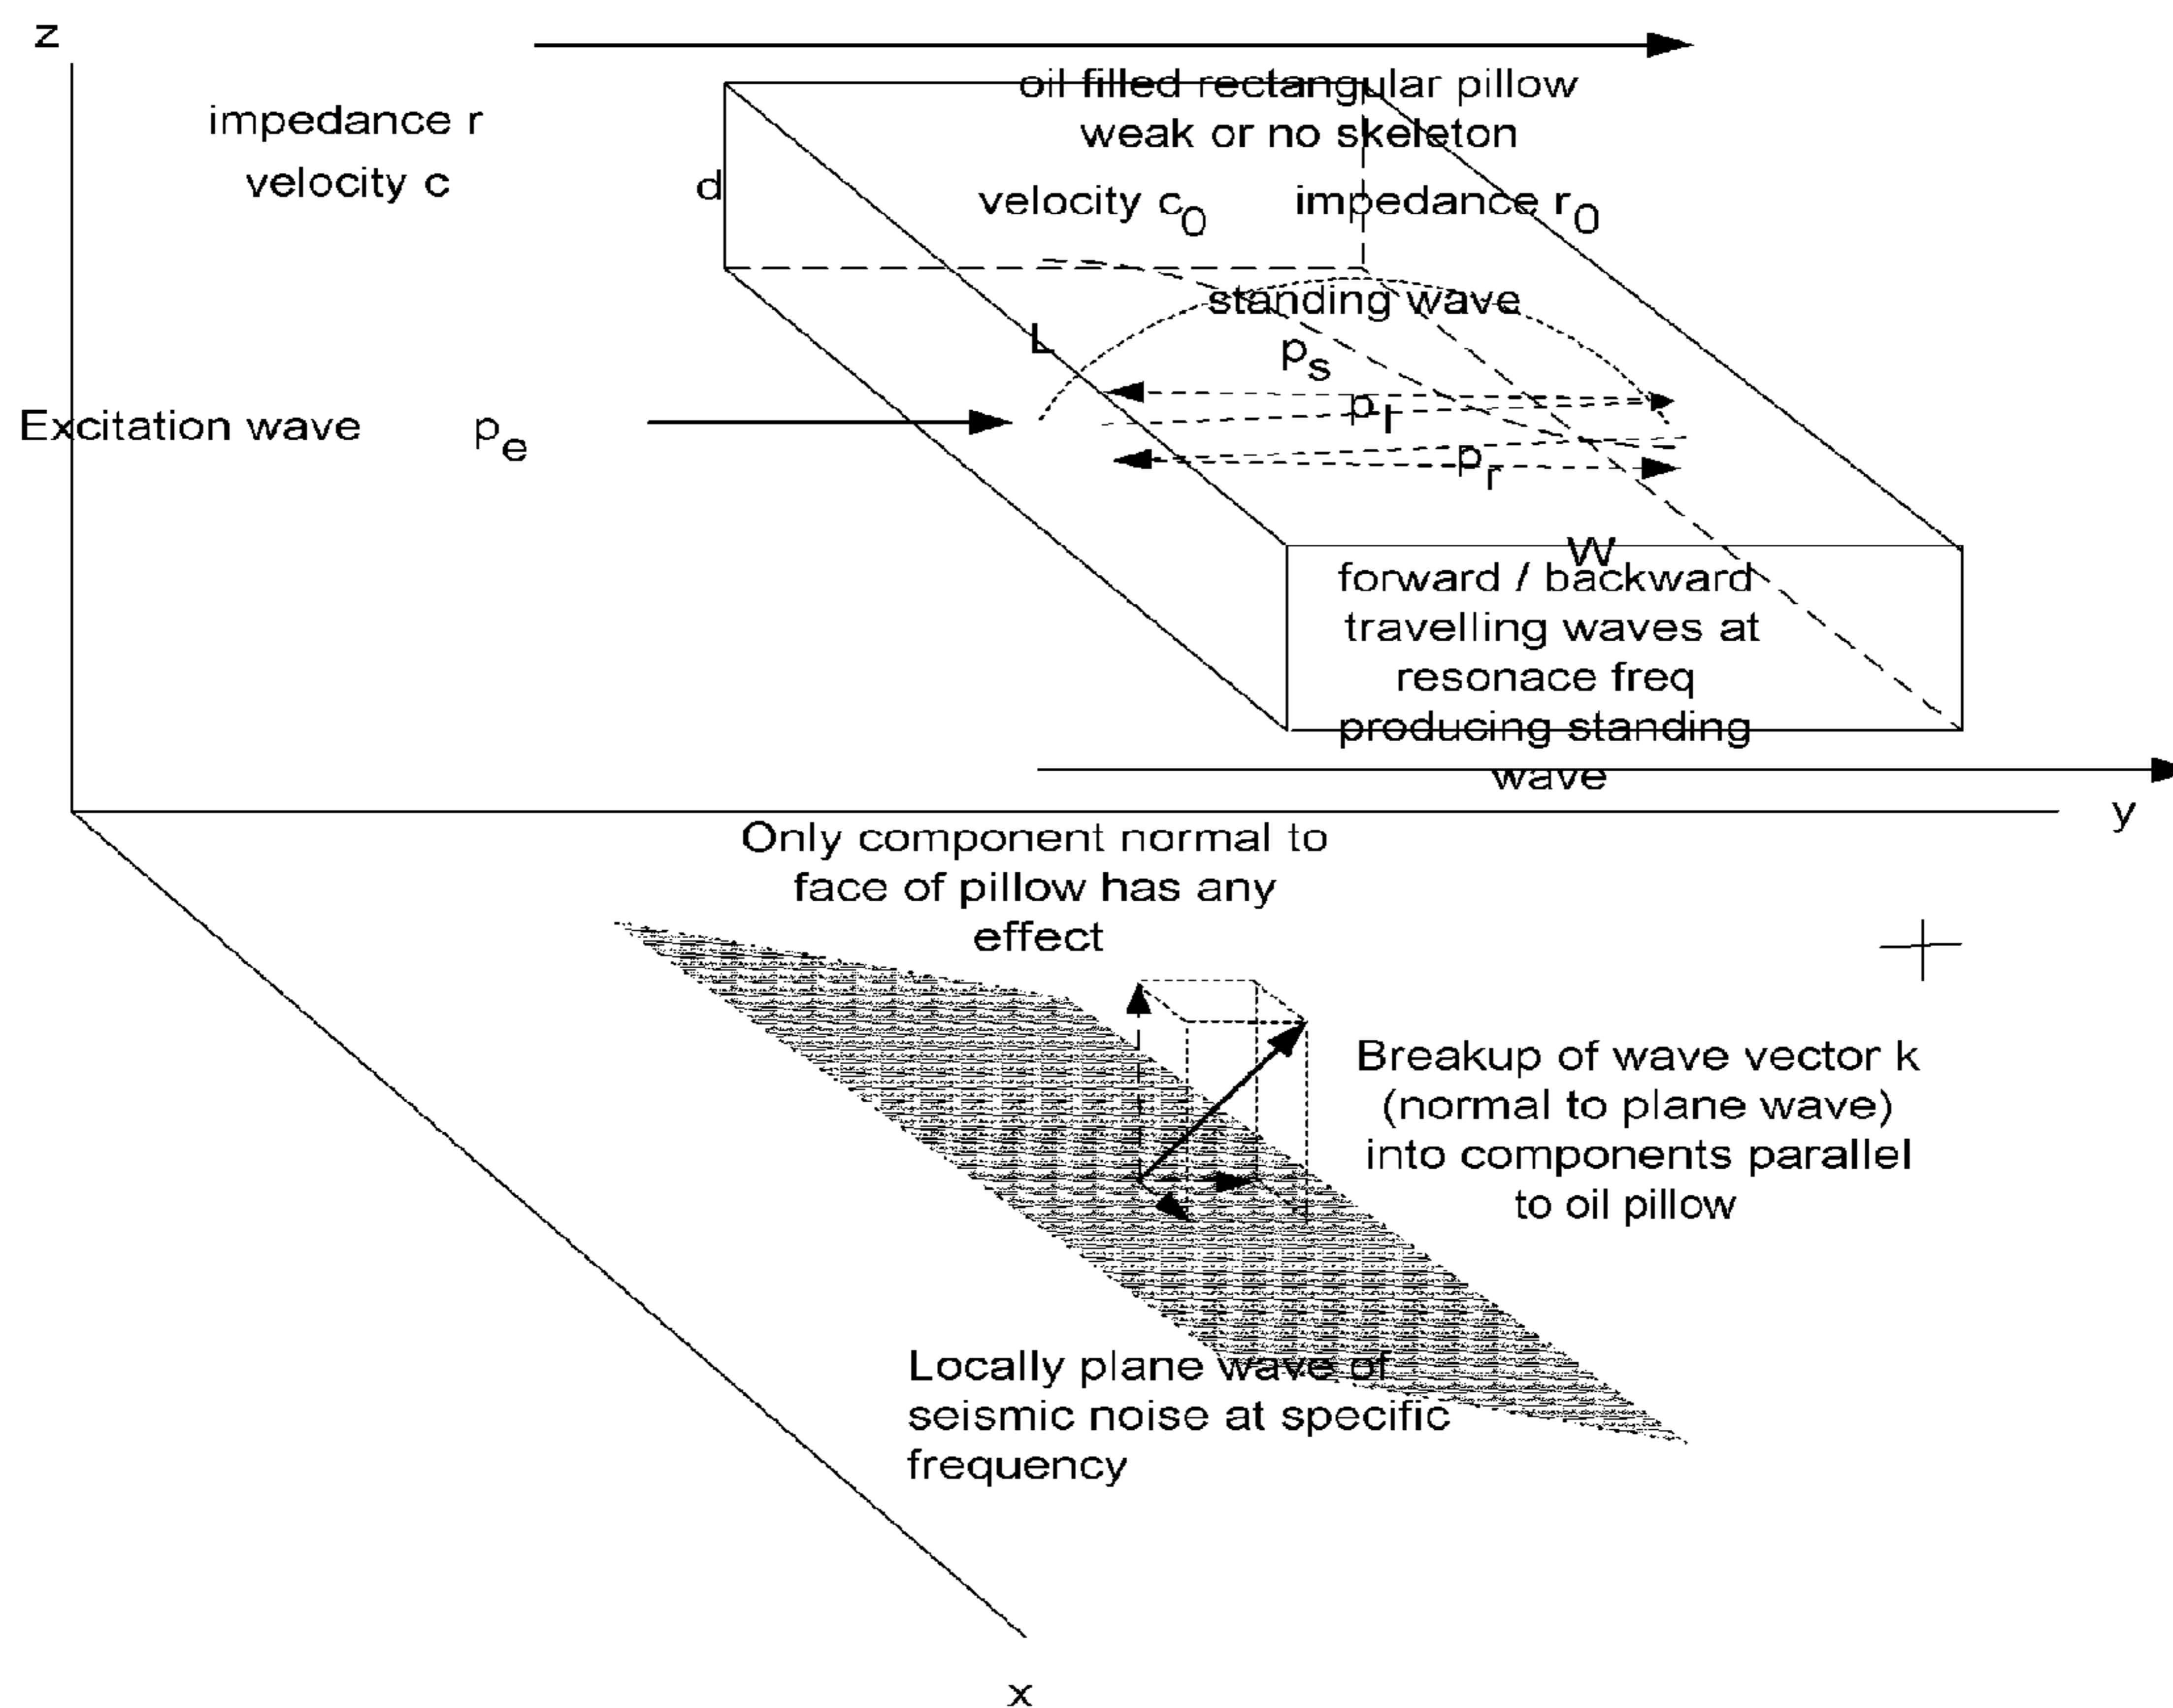 z
oil filled rectangular pillow
weak or no skeleton
impedance r
velocity c
d
velocity c0
impedance r0
standing wave
L
ps
pl
Excitation wave
pe
pr
W
forward / backward
travelling waves at
resonace freq
producing standing
wave
y
Only component normal to
face of pillow has any
effect
Breakup of wave vector k
(normal to plane wave)
into components parallel
to oil pillow
Locally plane wave of
seismic noise at specific
frequency
x